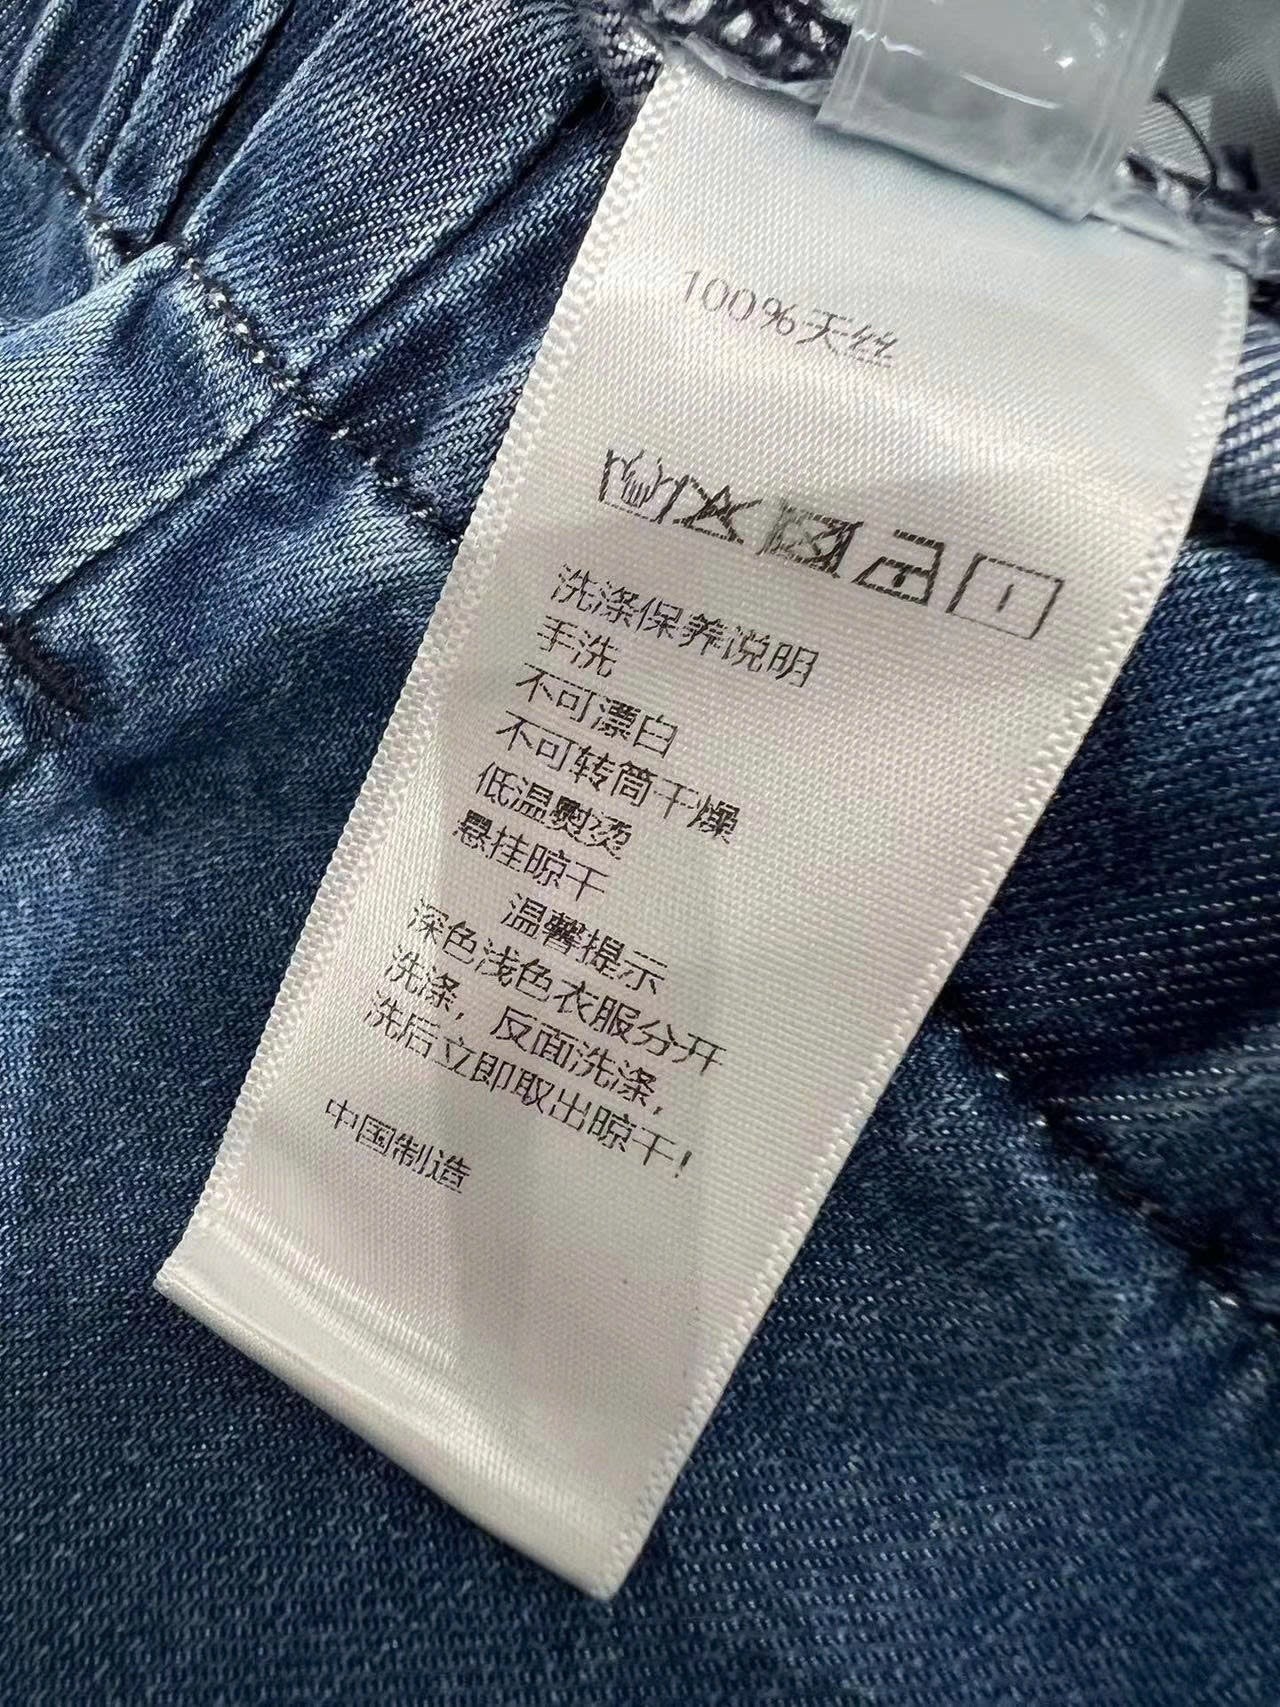 100%天丝
洗涤保养说明
手洗
不可漂白
不可转筒干燥
低温熨烫
悬挂晾干
温馨提示
深色浅色衣服分开
洗涤，反面洗涤，
洗后立即取出晾干！
中国制造